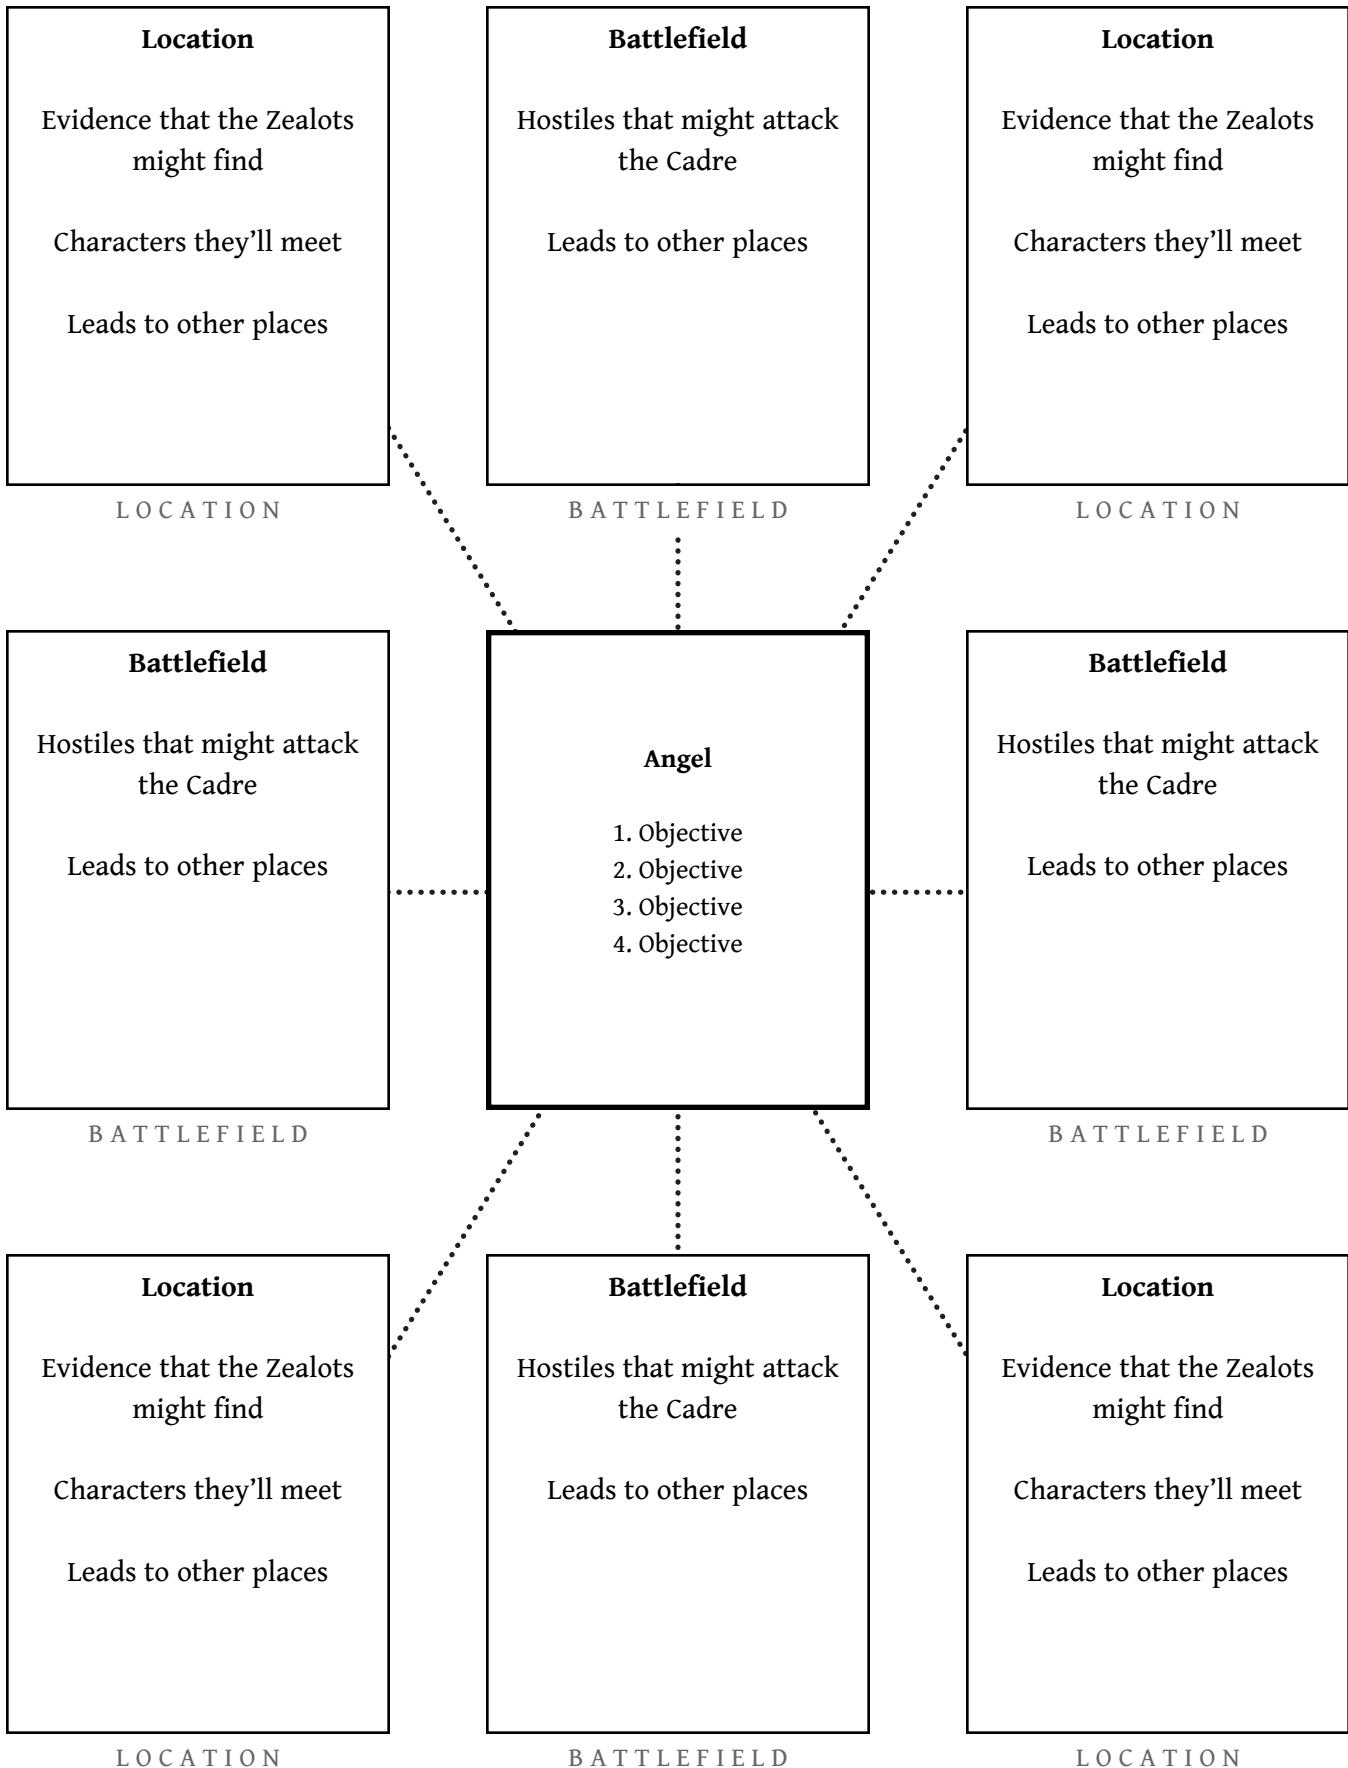 Location
Evidence that the Zealots
might find
Characters they’ll meet
Leads to other places
LOCATION
Battlefield
Hostiles that might attack
the Cadre
Leads to other places
BATTLEFIELD
Location
Evidence that the Zealots
might find
Characters they’ll meet
Leads to other places
LOCATION
Battlefield
Hostiles that might attack
the Cadre
Leads to other places
BATTLEFIELD
Angel
1. Objective
2. Objective
3. Objective
4. Objective
Battlefield
Hostiles that might attack
the Cadre
Leads to other places
BATTLEFIELD
Location
Evidence that the Zealots
might find
Characters they’ll meet
Leads to other places
LOCATION
Battlefield
Hostiles that might attack
the Cadre
Leads to other places
BATTLEFIELD
Location
Evidence that the Zealots
might find
Characters they’ll meet
Leads to other places
LOCATION